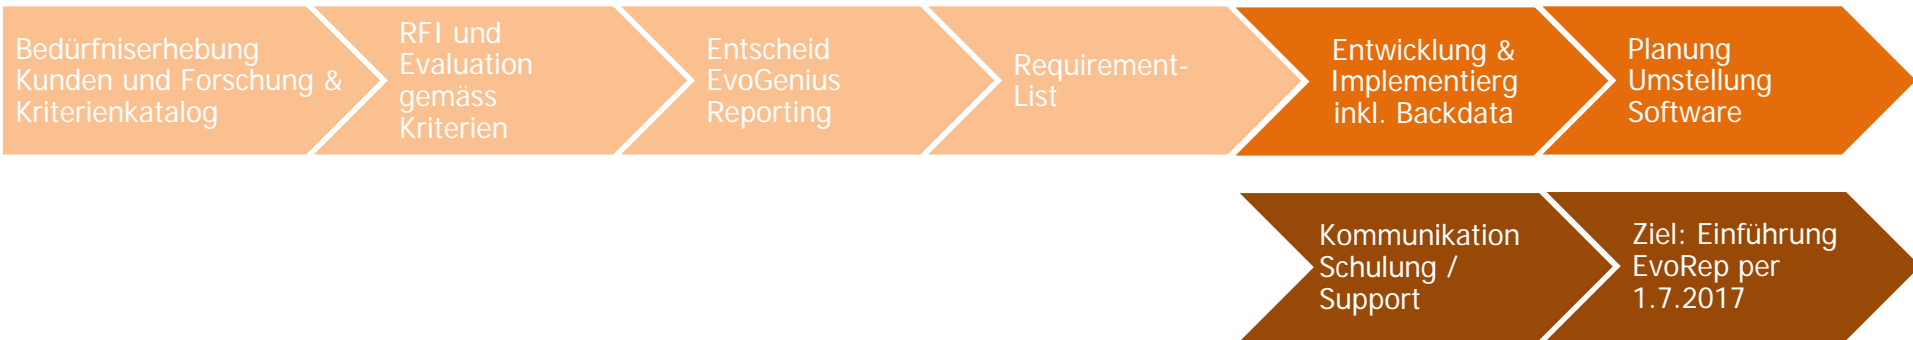 Bedürfniserhebung
Kunden und Forschung &
Kriterienkatalog
RFI und
Evaluation
gemäss
Kriterien
Entscheid
EvoGenius
Reporting
Requirement-
List
Entwicklung &
Implementierg
inkl. Backdata
Planung
Umstellung
Software
Kommunikation
Schulung /
Support
Ziel: Einführung
EvoRep per
1.7.2017